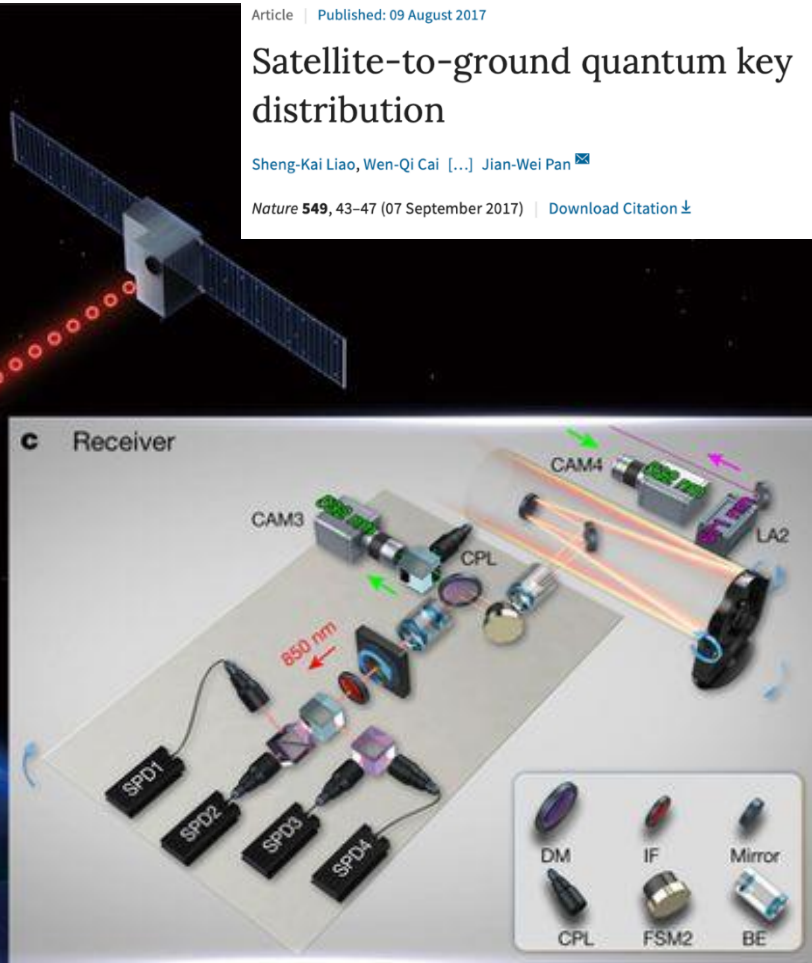 Article | Published: 09 August 2017
Satellite-to-ground quantum key
distribution
Sheng-Kai Liao, Wen-Qi Cai [...] Jian-Wei Pan
Nature 549, 43–47 (07 September 2017) | Download Citation
c Receiver
CAM4
LA2
CAM3
CPL
850 nm
SPD1
SPD2
SPD3
SPD4
DM
IF
Mirror
CPL
FSM2
BE